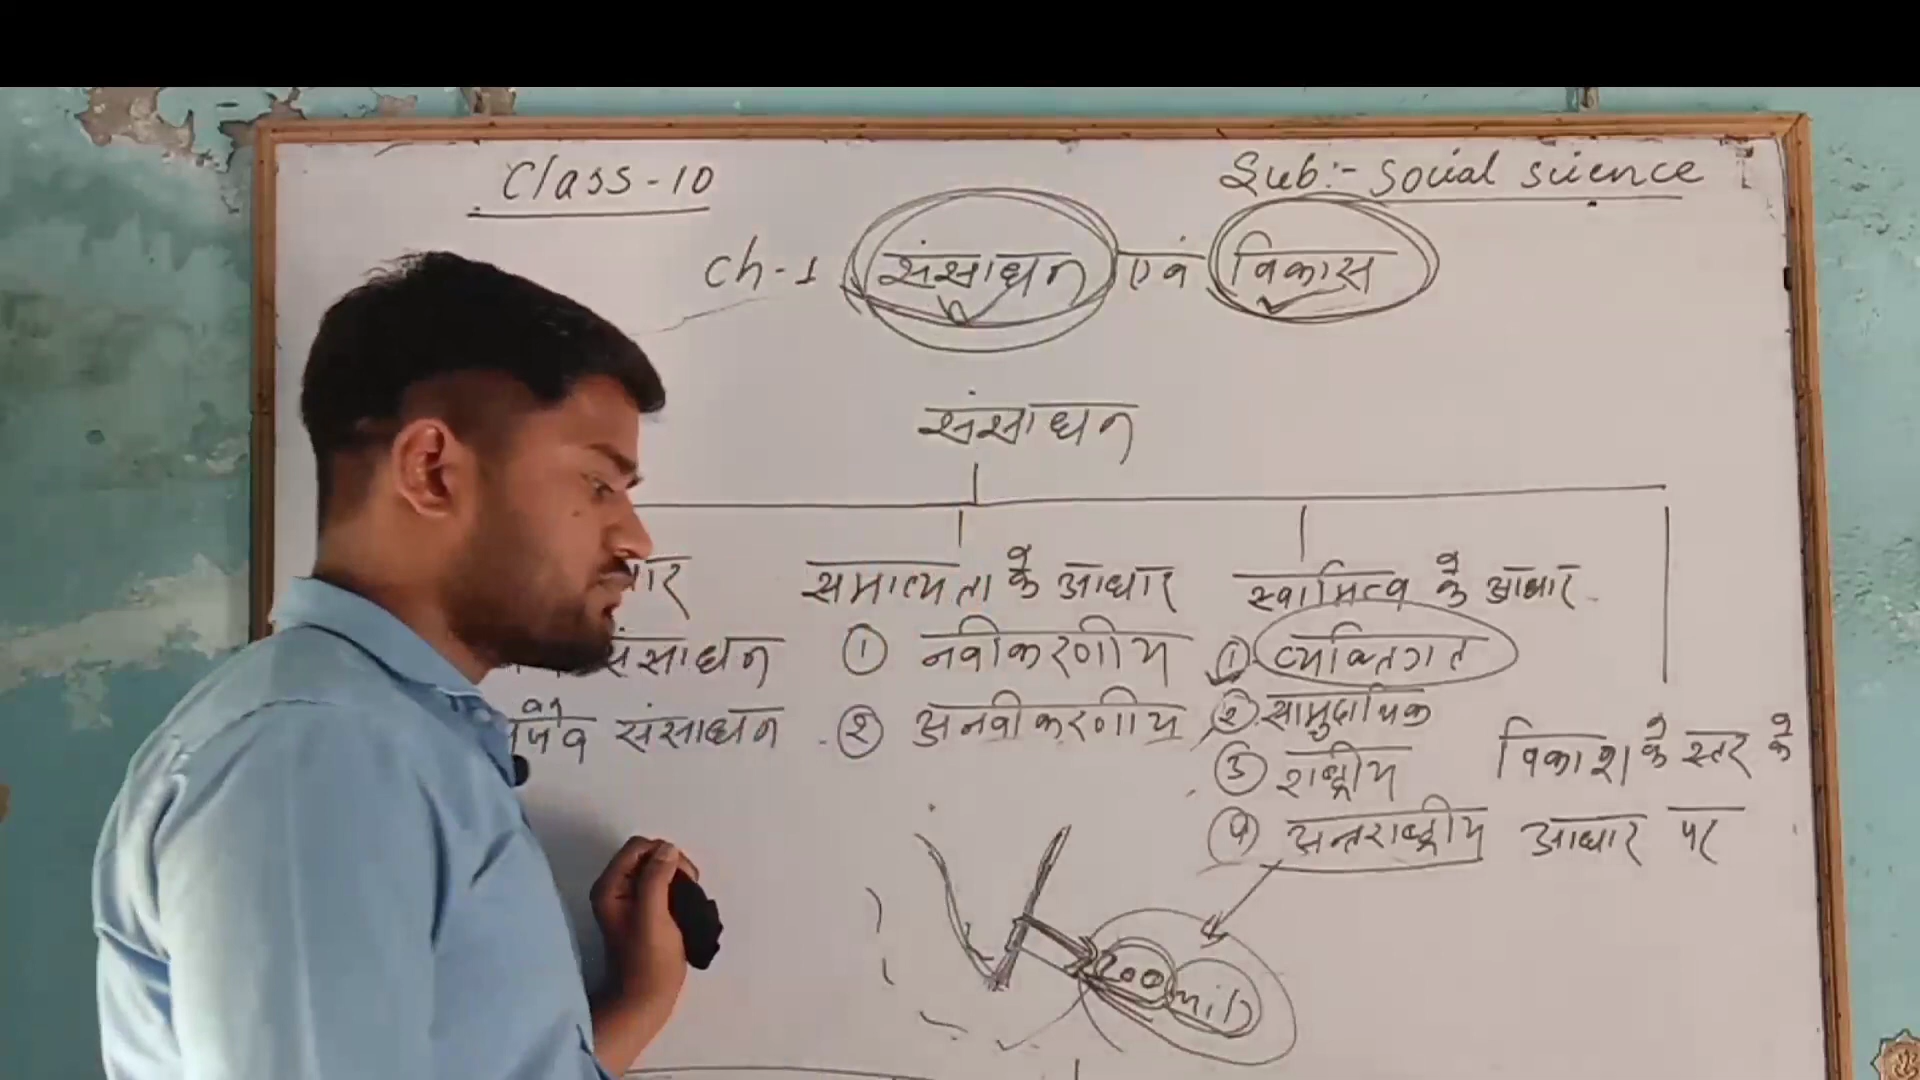 Class-10
Sub:- Social science
Ch-1 संसाधन एवं विकास
संसाधन
समाप्यता के आधार
स्वामित्व के आधार
संसाधन
① नवीकरणीय
① व्यक्तिगत
संसाधन
② अनवीकरणीय
② सामुदायिक
③ राष्ट्रीय
④ अन्तराष्ट्रीय
विकाश के स्तर के
आधार पर
200 mil